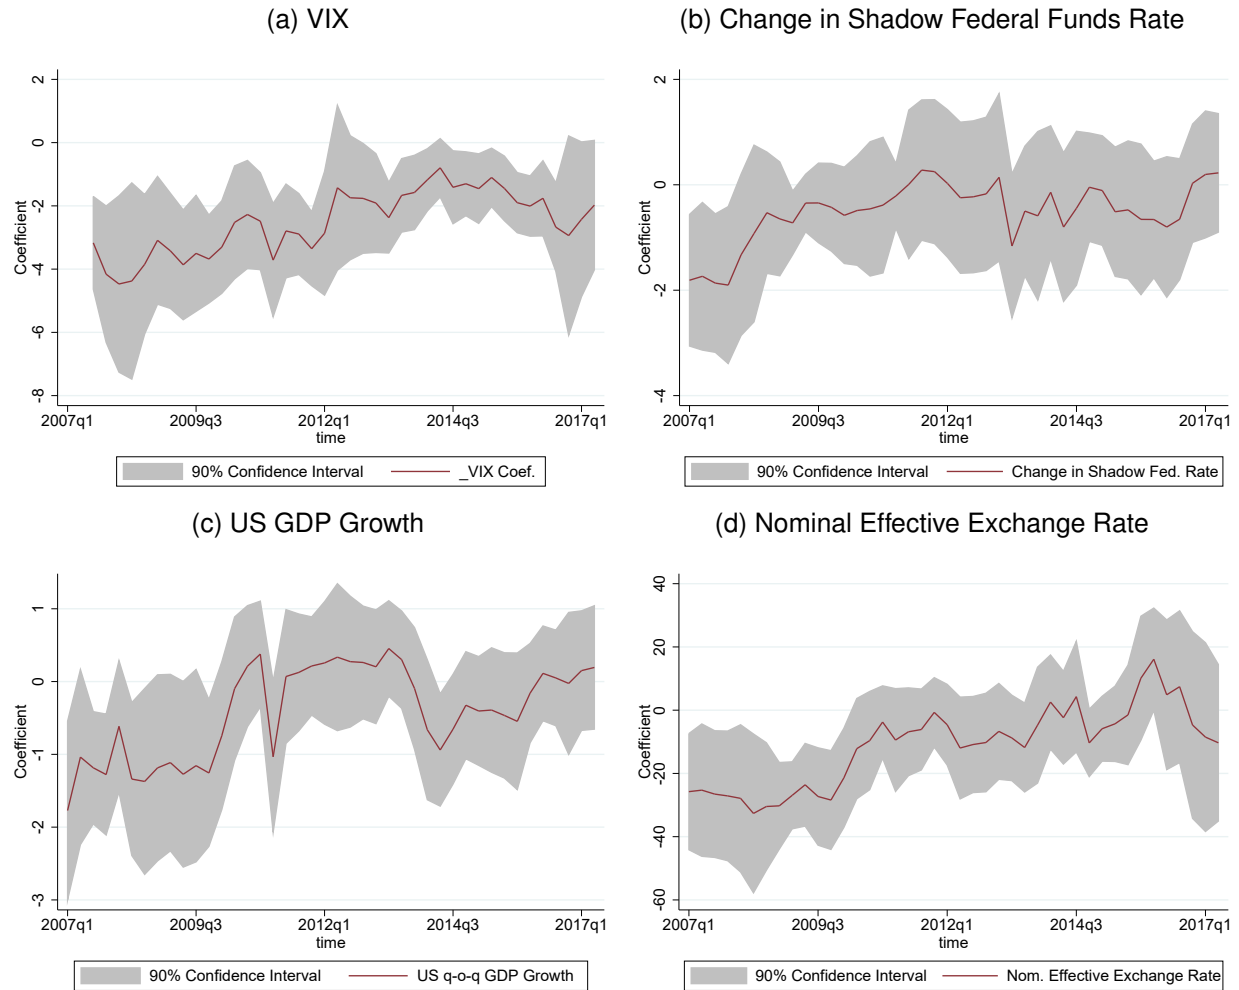 (a) VIX
2
0
-2
-4
-6
-8
Coefficient
2007q1 2009q3 2012q1 2014q3 2017q1
time
90% Confidence Interval _VIX Coef.
(b) Change in Shadow Federal Funds Rate
2
0
-2
-4
Coefficient
2007q1 2009q3 2012q1 2014q3 2017q1
time
90% Confidence Interval Change in Shadow Fed. Rate
(c) US GDP Growth
1
0
-1
-2
-3
Coefficient
2007q1 2009q3 2012q1 2014q3 2017q1
time
90% Confidence Interval US q-o-q GDP Growth
(d) Nominal Effective Exchange Rate
40
20
0
-20
-40
-60
Coefficient
2007q1 2009q3 2012q1 2014q3 2017q1
time
90% Confidence Interval Nom. Effective Exchange Rate